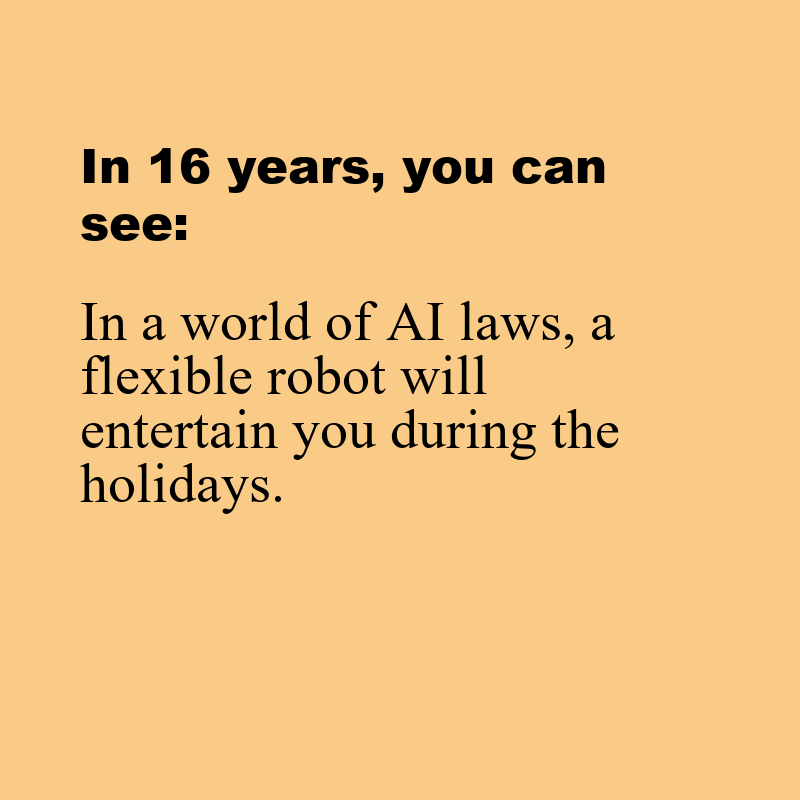 In 16 years, you can
see:
In a world of AI laws, a
flexible robot will
entertain you during the
holidays.